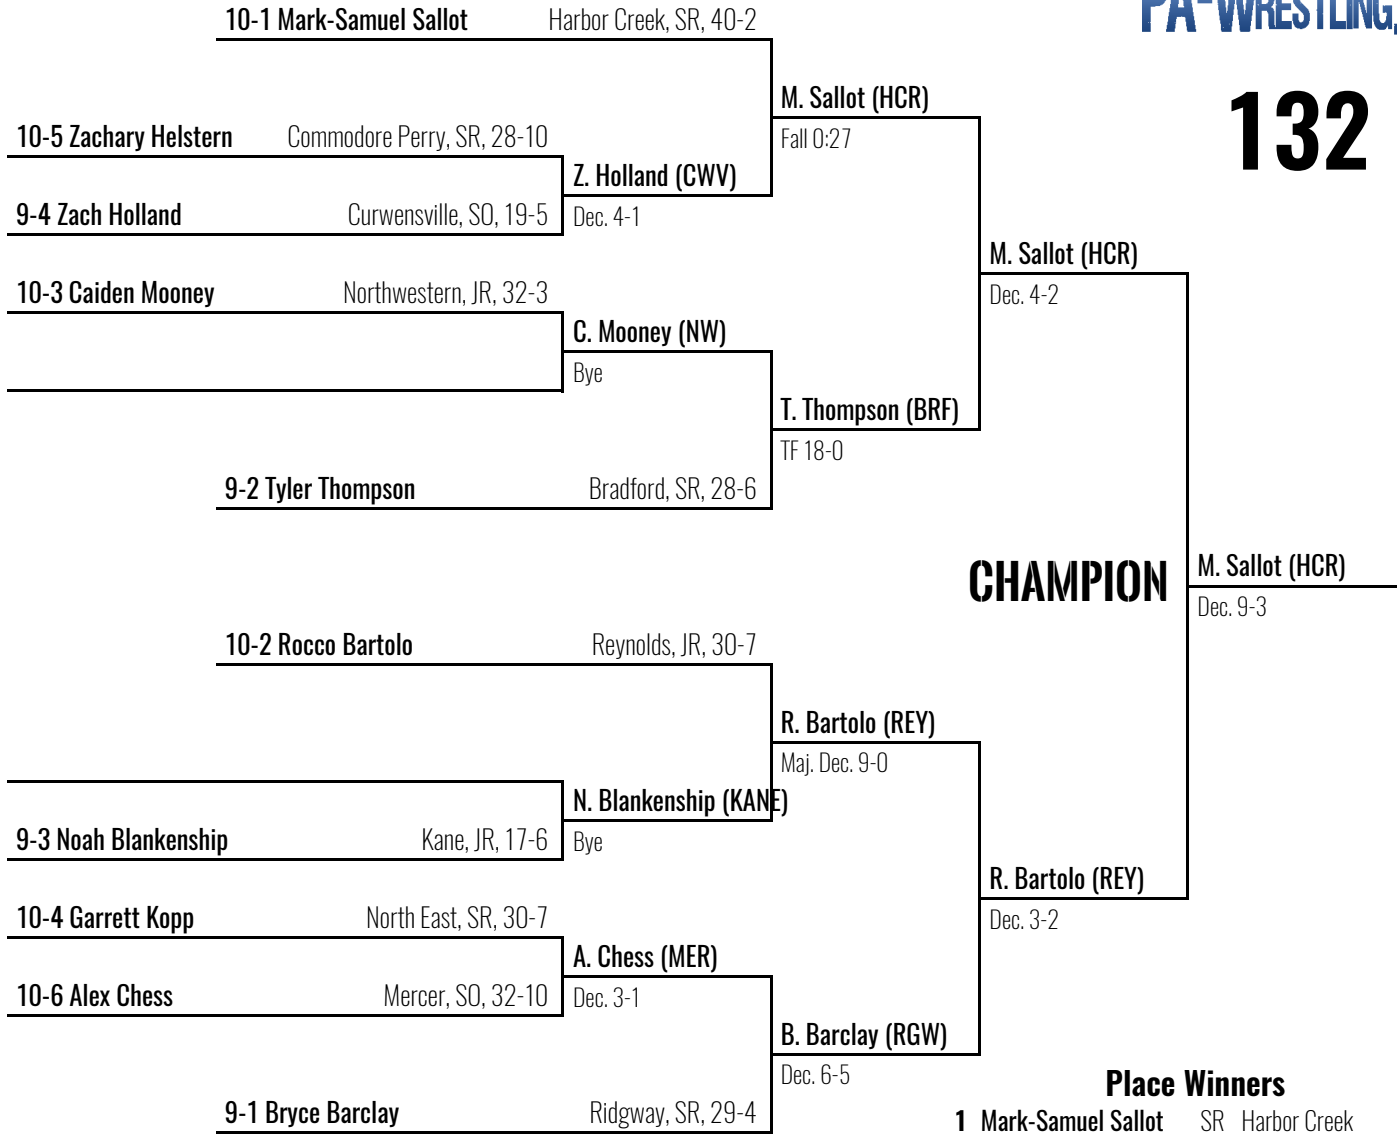 PA-WRESTLING.
132
10-1 Mark-Samuel Sallot Harbor Creek, SR, 40-2
M. Sallot (HCR)
Fall 0:27
10-5 Zachary Helstern Commodore Perry, SR, 28-10
Z. Holland (CWV)
Dec. 4-1
9-4 Zach Holland Curwensville, SO, 19-5
M. Sallot (HCR)
Dec. 4-2
10-3 Caiden Mooney Northwestern, JR, 32-3
C. Mooney (NW)
Bye
T. Thompson (BRF)
TF 18-0
9-2 Tyler Thompson Bradford, SR, 28-6
CHAMPION
M. Sallot (HCR)
Dec. 9-3
10-2 Rocco Bartolo Reynolds, JR, 30-7
R. Bartolo (REY)
Maj. Dec. 9-0
N. Blankenship (KANE)
Bye
9-3 Noah Blankenship Kane, JR, 17-6
R. Bartolo (REY)
Dec. 3-2
10-4 Garrett Kopp North East, SR, 30-7
A. Chess (MER)
Dec. 3-1
10-6 Alex Chess Mercer, SO, 32-10
B. Barclay (RGW)
Dec. 6-5
9-1 Bryce Barclay Ridgway, SR, 29-4
Place Winners
1 Mark-Samuel Sallot SR Harbor Creek